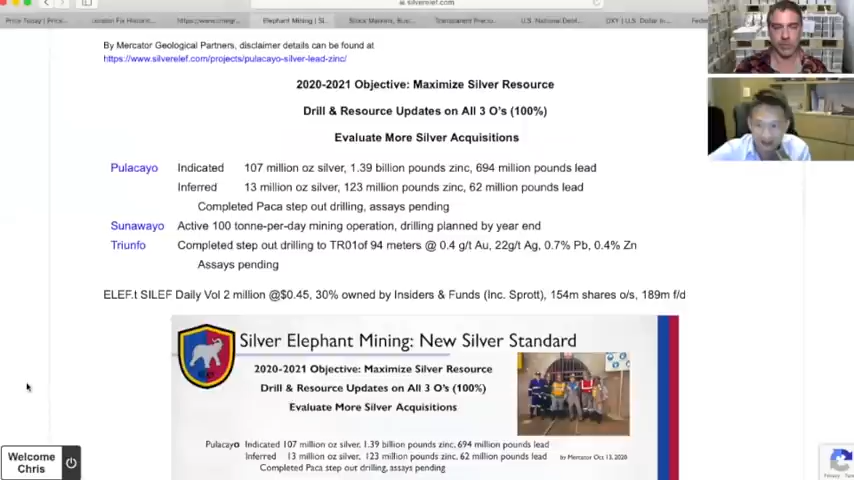 silverelef.com
Elephant Mining | Si...
U.S. National Debt...
By Mercator Geological Partners, disclaimer details can be found at
https://www.silverelef.com/projects/pulacayo-silver-lead-zinc/
2020-2021 Objective: Maximize Silver Resource
Drill & Resource Updates on All 3 O's (100%)
Evaluate More Silver Acquisitions
Pulacayo Indicated 107 million oz silver, 1.39 billion pounds zinc, 694 million pounds lead
Inferred 13 million oz silver, 123 million pounds zinc, 62 million pounds lead
Completed Paca step out drilling, assays pending
Sunawayo Active 100 tonne-per-day mining operation, drilling planned by year end
Triunfo Completed step out drilling to TR01of 94 meters @ 0.4 g/t Au, 22g/t Ag, 0.7% Pb, 0.4% Zn
Assays pending
ELEF.t SILEF Daily Vol 2 million @$0.45, 30% owned by Insiders & Funds (Inc. Sprott), 154m shares o/s, 189m f/d
Silver Elephant Mining: New Silver Standard
2020-2021 Objective: Maximize Silver Resource
Drill & Resource Updates on All 3 O's (100%)
Evaluate More Silver Acquisitions
Pulacayo Indicated 107 million oz silver, 1.39 billion pounds zinc, 694 million pounds lead
Inferred 13 million oz silver, 123 million pounds zinc, 62 million pounds lead by Mercator Oct 13, 2020
Completed Paca step out drilling, assays pending
Welcome
Chris